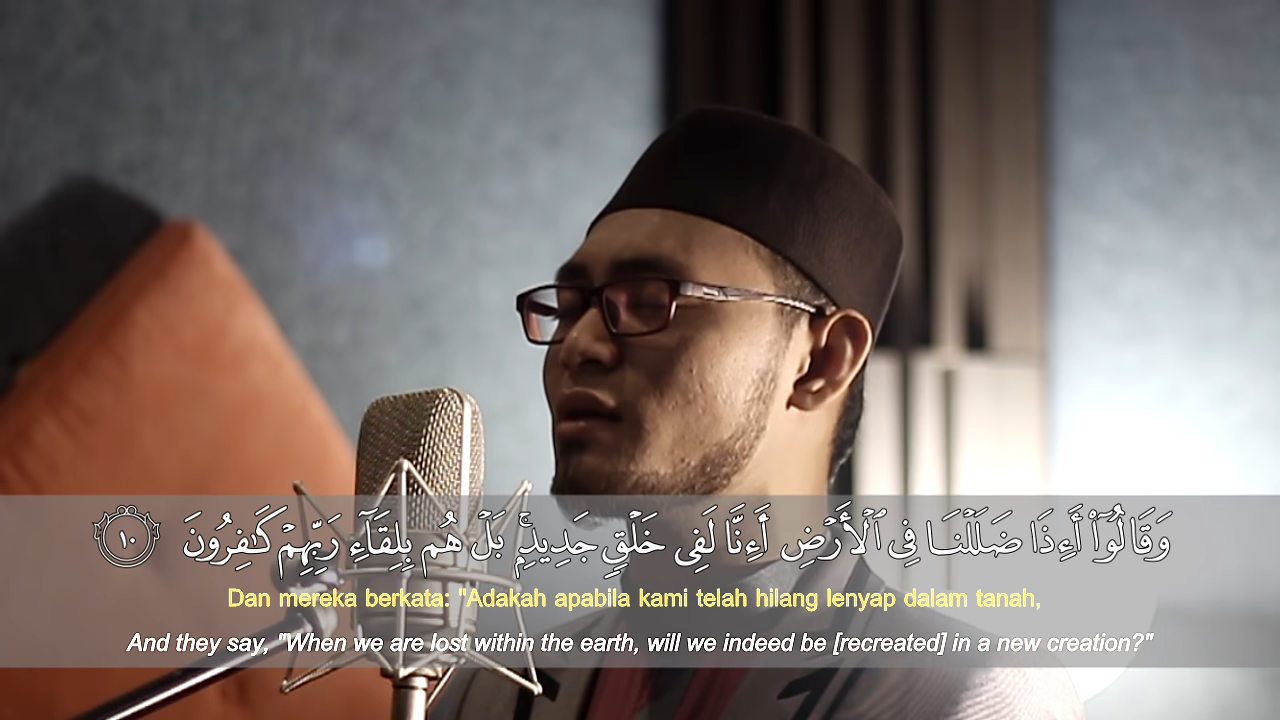 وَقَالُوٓا۟ أَءِذَا ضَلَلْنَا فِى ٱلْأَرْضِ أَءِنَّا لَفِى خَلْقٍۢ جَدِيدٍۭ ۚ بَلْ هُم بِلِقَآءِ رَبِّهِمْ كَـٰفِرُونَ ١٠
Dan mereka berkata: "Adakah apabila kami telah hilang lenyap dalam tanah,
And they say, "When we are lost within the earth, will we indeed be [recreated] in a new creation?"